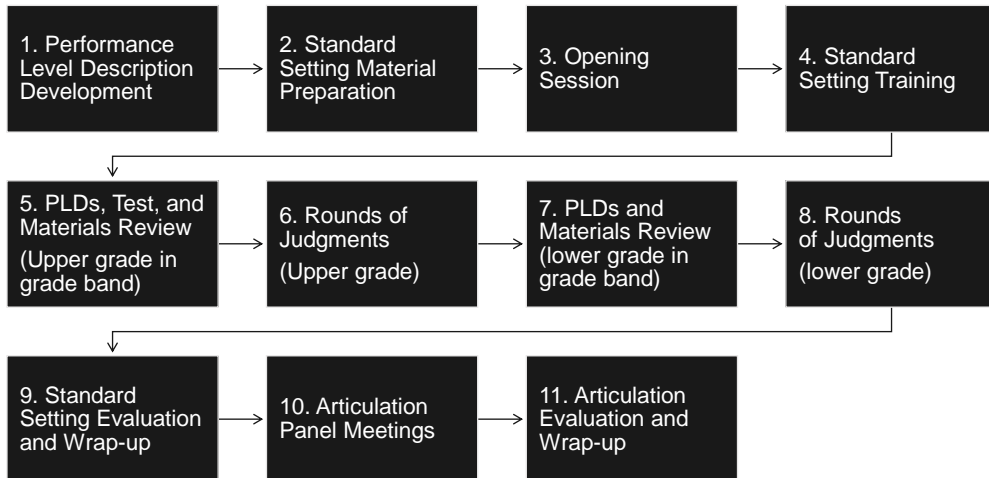 1. Performance
Level Description
Development
2. Standard
Setting Material
Preparation
3. Opening
Session
4. Standard
Setting Training
5. PLDs, Test, and
Materials Review
(Upper grade in
grade band)
6. Rounds of
Judgments
(Upper grade)
7. PLDs and
Materials Review
(lower grade in
grade band)
8. Rounds
of Judgments
(lower grade)
9. Standard
Setting Evaluation
and Wrap-up
10. Articulation
Panel Meetings
11. Articulation
Evaluation and
Wrap-up